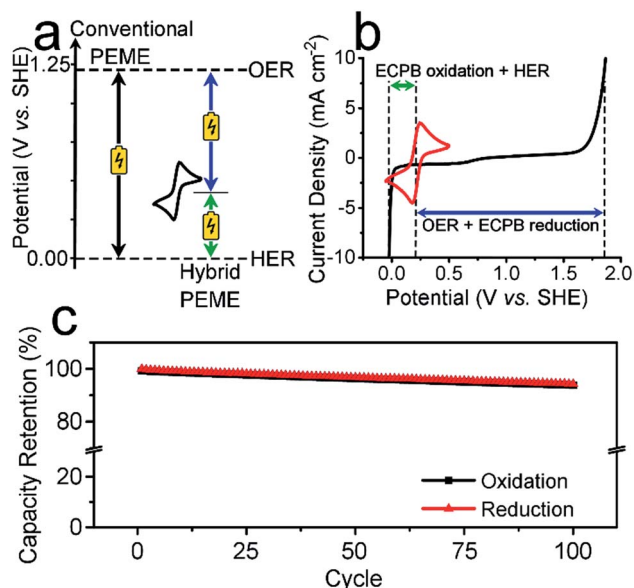 a
Conventional
PEME
1.25
OER
Potential (V vs. SHE)
0.00
HER
Hybrid
PEME
b
10
5
0
-5
-10
Current Density (mA cm⁻²)
ECPB oxidation + HER
OER + ECPB reduction
0.0 0.5 1.0 1.5 2.0
Potential (V vs. SHE)
c
100
80
20
0
Capacity Retention (%)
Oxidation
Reduction
0 25 50 75 100
Cycle